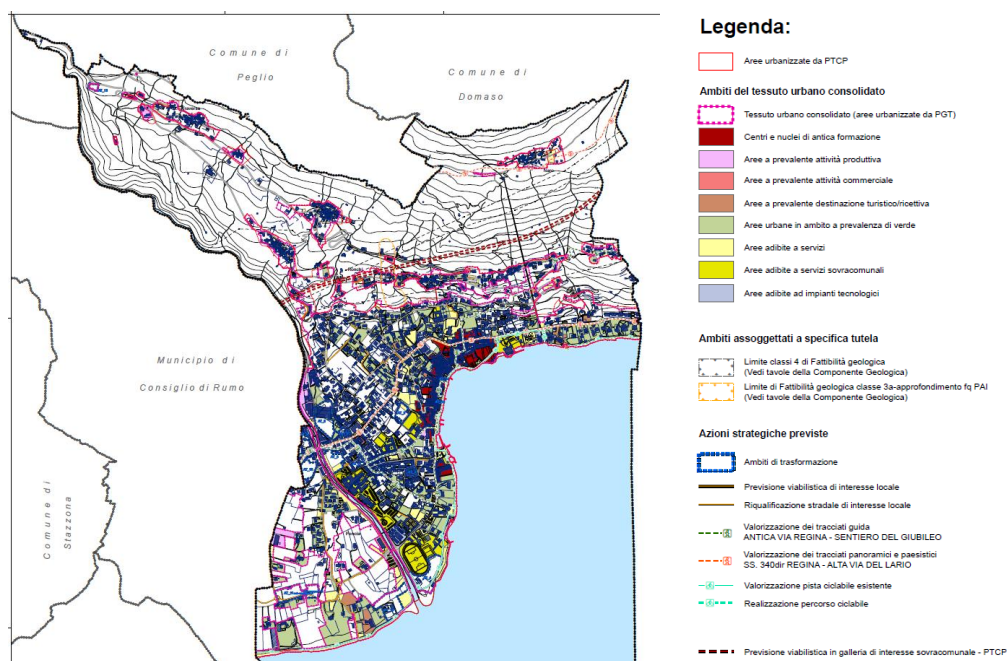 Comune di
Peglio
Comune di
Domaso
Municipio di
Consiglio di Rumo
Comune di
Stazzona
Legenda:
Aree urbanizzate da PTCP
Ambiti del tessuto urbano consolidato
Tessuto urbano consolidato (aree urbanizzate da PGT)
Centri e nuclei di antica formazione
Aree a prevalente attività produttiva
Aree a prevalente attività commerciale
Aree a prevalente destinazione turistico/ricettiva
Aree urbane in ambito a prevalenza di verde
Aree adibite a servizi
Aree adibite a servizi sovracomunali
Aree adibite ad impianti tecnologici
Ambiti assoggettati a specifica tutela
Limite classi 4 di Fattibilità geologica
(Vedi tavole della Componente Geologica)
Limite di Fattibilità geologica classe 3a-approfondimento fq PAI
(Vedi tavole della Componente Geologica)
Azioni strategiche previste
Ambiti di trasformazione
Previsione viabilistica di interesse locale
Riqualificazione stradale di interesse locale
Valorizzazione dei tracciati guida
ANTICA VIA REGINA - SENTIERO DEL GIUBILEO
Valorizzazione dei tracciati panoramici e paesistici
SS. 340dir REGINA - ALTA VIA DEL LARIO
Valorizzazione pista ciclabile esistente
Realizzazione percorso ciclabile
Previsione viabilistica in galleria di interesse sovracomunale - PTCP